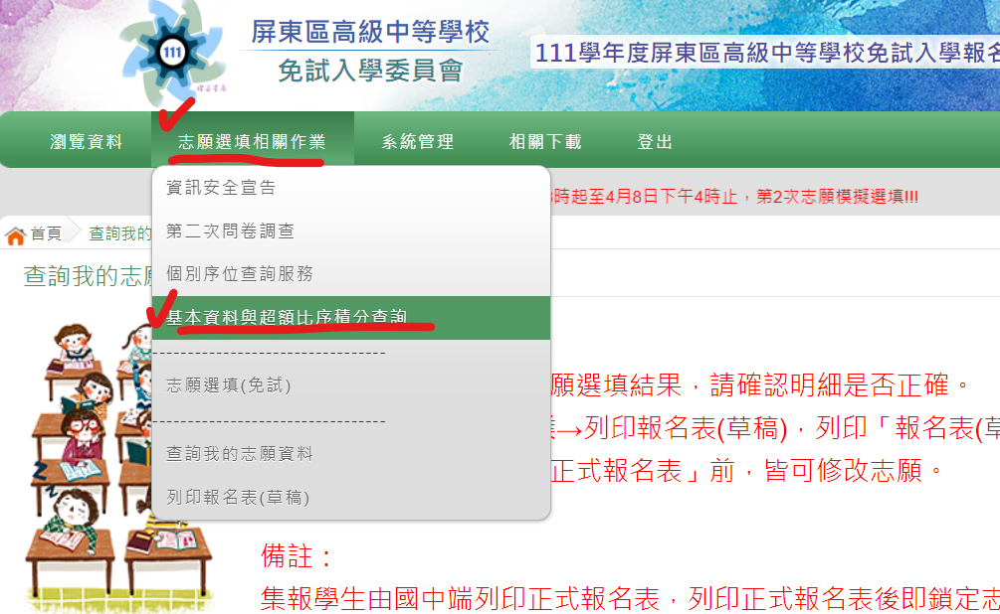 111
屏東區高級中等學校
免試入學委員會
111學年度屏東區高級中等學校免試入學報名
瀏覽資料 志願選填相關作業 系統管理 相關下載 登出
資訊安全宣告
時起至4月8日下午4時止，第2次志願模擬選填!!!
第二次問卷調查
首頁 查詢我的
個別序位查詢服務
查詢我的志願
基本資料與超額比序積分查詢
---------------------------------
志願選填(免試)
願選填結果，請確認明細是否正確。
---------------------------------
→列印報名表(草稿)，列印「報名表(草
查詢我的志願資料
正式報名表」前，皆可修改志願。
列印報名表(草稿)
備註：
集報學生由國中端列印正式報名表，列印正式報名表後即鎖定志